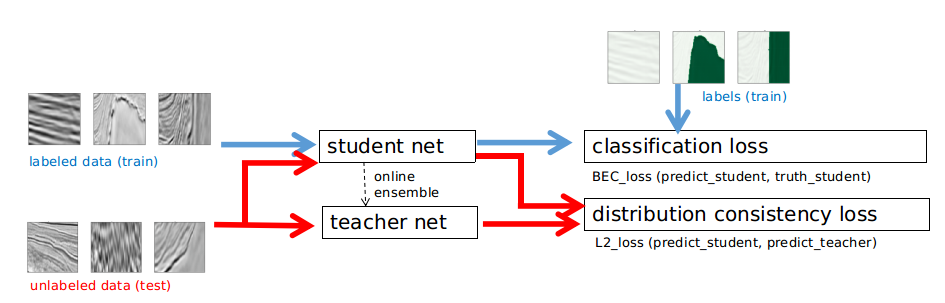 labels (train)
labeled data (train)
student net
classification loss
online
ensemble
BEC_loss (predict_student, truth_student)
teacher net
distribution consistency loss
L2_loss (predict_student, predict_teacher)
unlabeled data (test)